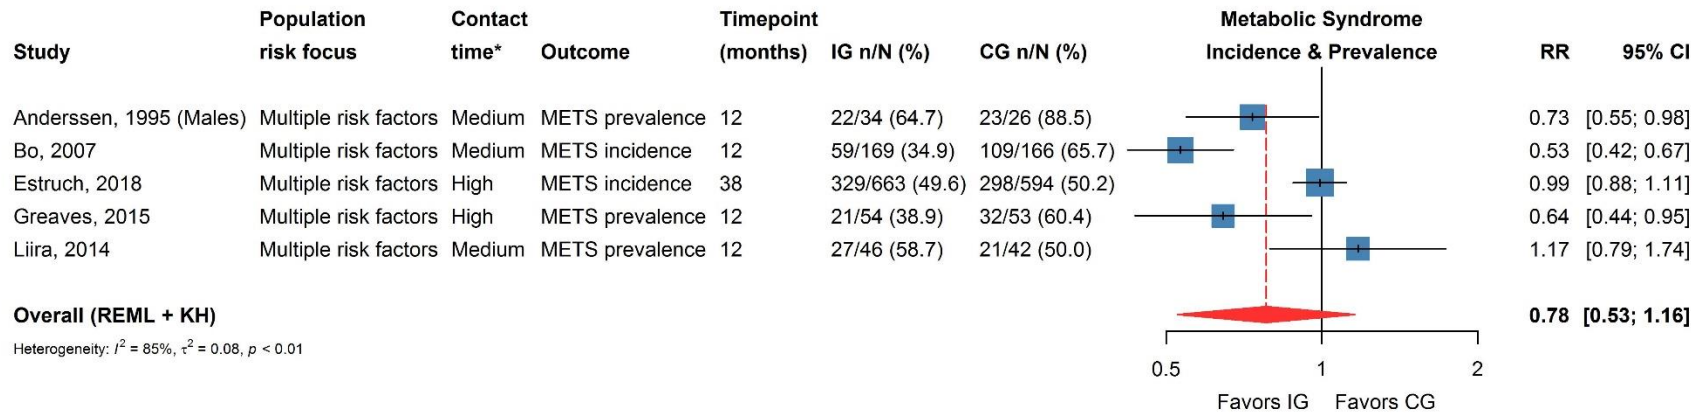 Population Contact Timepoint Metabolic Syndrome
Study risk focus time* Outcome (months) IG n/N (%) CG n/N (%) Incidence & Prevalence RR 95% CI
Anderssen, 1995 (Males) Multiple risk factors Medium METS prevalence 12 22/34 (64.7) 23/26 (88.5) 0.73 [0.55; 0.98]
Bo, 2007 Multiple risk factors Medium METS incidence 12 59/169 (34.9) 109/166 (65.7) 0.53 [0.42; 0.67]
Estruch, 2018 Multiple risk factors High METS incidence 38 329/663 (49.6) 298/594 (50.2) 0.99 [0.88; 1.11]
Greaves, 2015 Multiple risk factors High METS prevalence 12 21/54 (38.9) 32/53 (60.4) 0.64 [0.44; 0.95]
Liira, 2014 Multiple risk factors Medium METS prevalence 12 27/46 (58.7) 21/42 (50.0) 1.17 [0.79; 1.74]
Overall (REML + KH) 0.78 [0.53; 1.16]
Heterogeneity: I² = 85%, τ² = 0.08, p < 0.01
0.5 1 2
Favors IG Favors CG